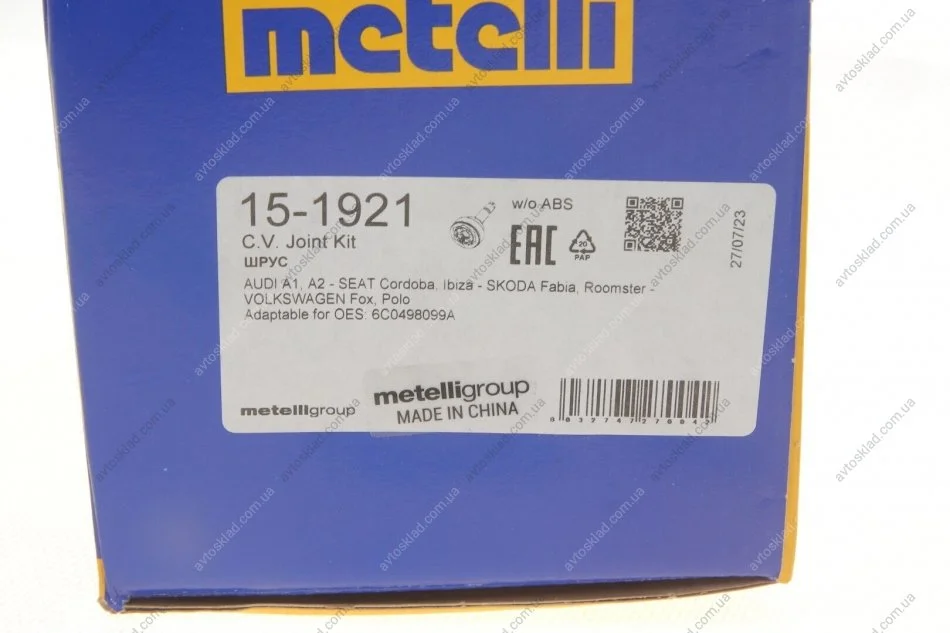 metelli
15-1921
C.V. Joint Kit
ШРУС
w/o ABS
EAC
20
PAP
27/07/23
AUDI A1, A2 - SEAT Cordoba, Ibiza - SKODA Fabia, Roomster -
VOLKSWAGEN Fox, Polo
Adaptable for OES: 6C0498099A
metelligroup
metelligroup
MADE IN CHINA
avtosklad.com.ua